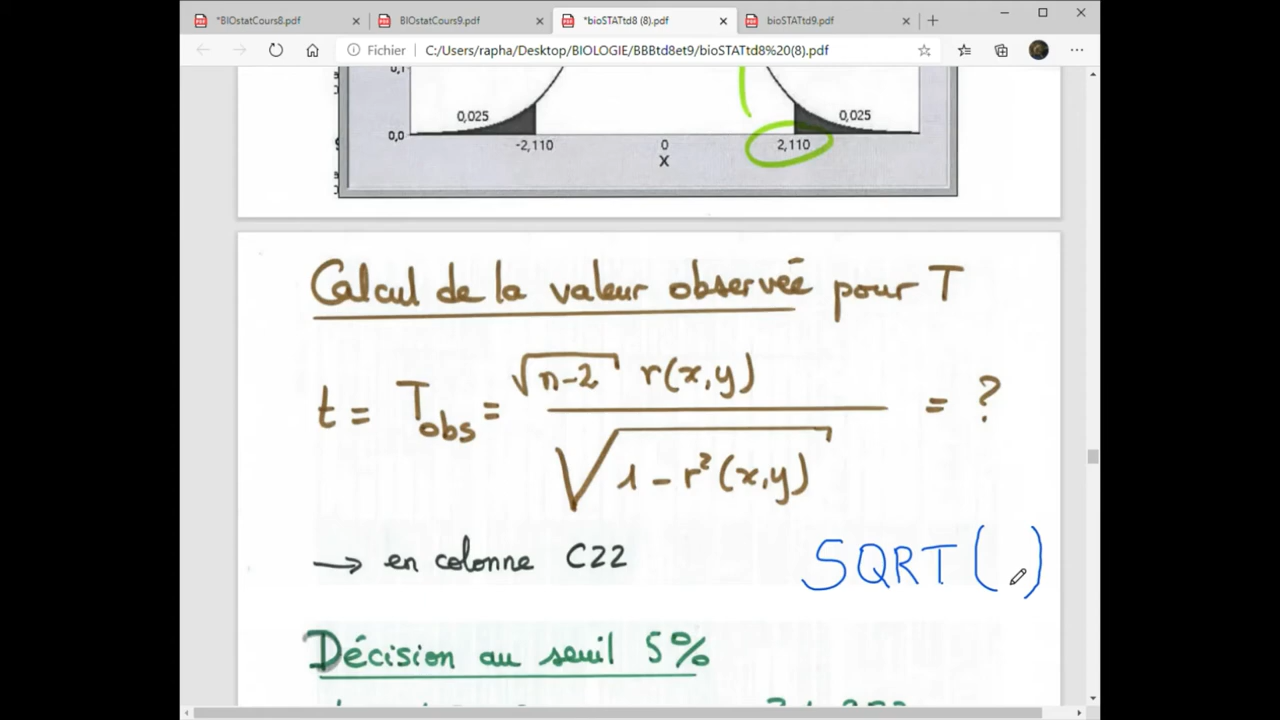 *BIOstatCours8.pdf
BIOstatCours9.pdf
*bioSTATtd8 (8).pdf
bioSTATtd9.pdf
Fichier
C:/Users/rapha/Desktop/BIOLOGIE/BBBtd8et9/bioSTATtd8%20(8).pdf
0,1
0,025
0,025
0,0
-2,110
0
2,110
X
Calcul de la valeur observée pour T
t = T_obs = √(n-2) r(x,y) / √(1 - r²(x,y)) = ?
→ en colonne C22
SQRT( )
Décision au seuil 5%